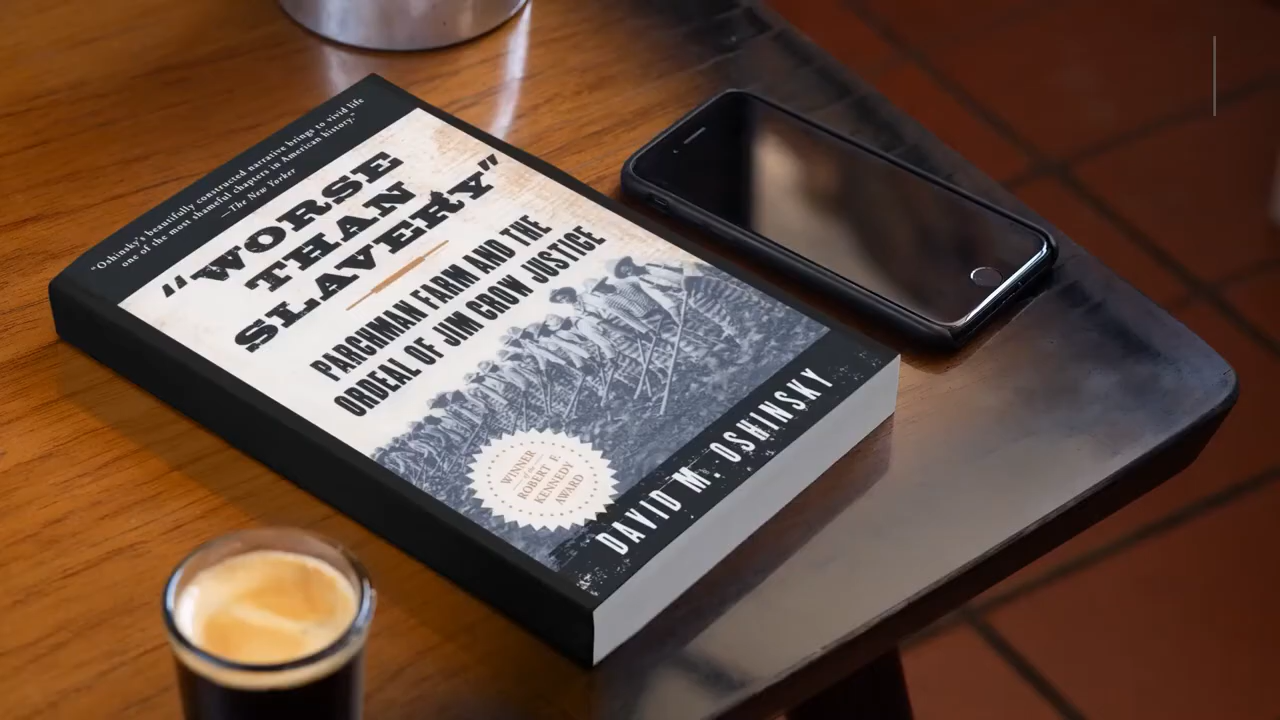 "Oshinsky's beautifully constructed narrative brings to vivid life
one of the most shameful chapters in American history."
—The New Yorker
"WORSE
THAN
SLAVERY"
PARCHMAN FARM AND THE
ORDEAL OF JIM CROW JUSTICE
WINNER
of the
ROBERT F.
KENNEDY
AWARD
DAVID M. OSHINSKY